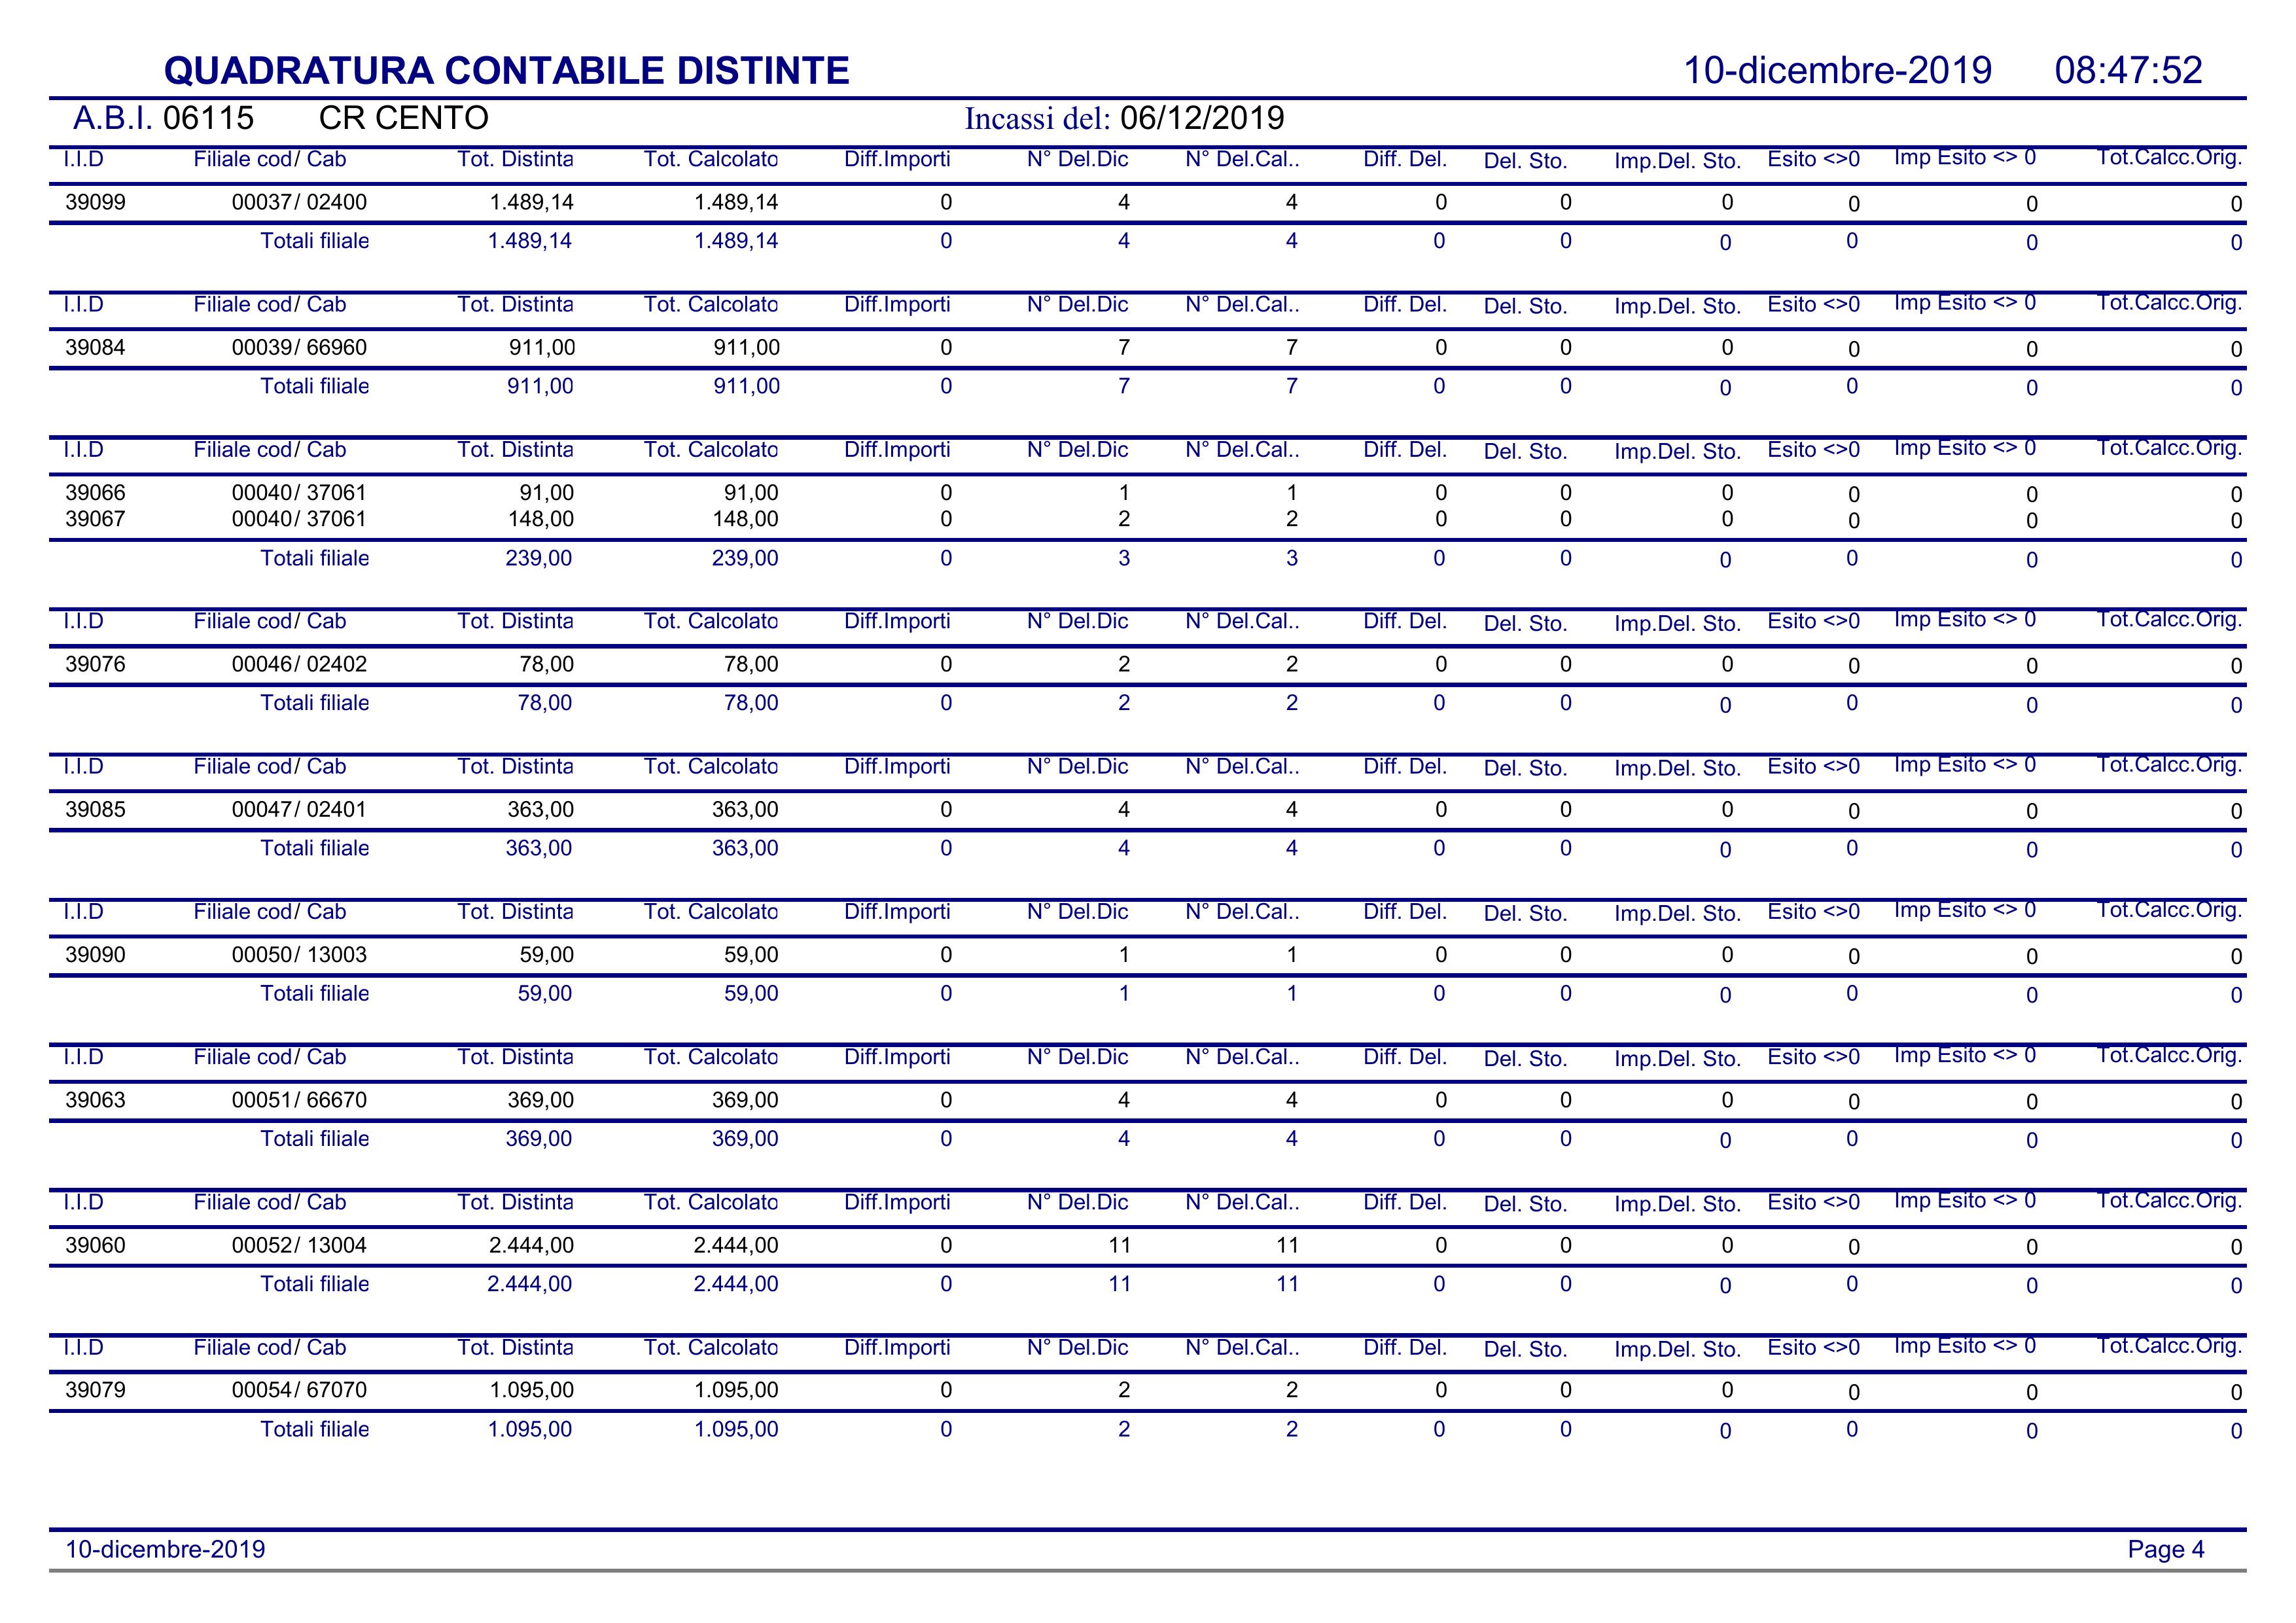 QUADRATURA CONTABILE DISTINTE 10-dicembre-2019 08:47:52
A.B.I. 06115 CR CENTO Incassi del: 06/12/2019
I.I.D Filiale cod/ Cab Tot. Distinta Tot. Calcolato Diff.Importi N° Del.Dic N° Del.Cal.. Diff. Del. Del. Sto. Imp.Del. Sto. Esito <>0 Imp Esito <> 0 Tot.Calcc.Orig.
39099 00037/ 02400 1.489,14 1.489,14 0 4 4 0 0 0 0 0 0
Totali filiale 1.489,14 1.489,14 0 4 4 0 0 0 0 0 0
I.I.D Filiale cod/ Cab Tot. Distinta Tot. Calcolato Diff.Importi N° Del.Dic N° Del.Cal.. Diff. Del. Del. Sto. Imp.Del. Sto. Esito <>0 Imp Esito <> 0 Tot.Calcc.Orig.
39084 00039/ 66960 911,00 911,00 0 7 7 0 0 0 0 0 0
Totali filiale 911,00 911,00 0 7 7 0 0 0 0 0 0
I.I.D Filiale cod/ Cab Tot. Distinta Tot. Calcolato Diff.Importi N° Del.Dic N° Del.Cal.. Diff. Del. Del. Sto. Imp.Del. Sto. Esito <>0 Imp Esito <> 0 Tot.Calcc.Orig.
39066 00040/ 37061 91,00 91,00 0 1 1 0 0 0 0 0 0
39067 00040/ 37061 148,00 148,00 0 2 2 0 0 0 0 0 0
Totali filiale 239,00 239,00 0 3 3 0 0 0 0 0 0
I.I.D Filiale cod/ Cab Tot. Distinta Tot. Calcolato Diff.Importi N° Del.Dic N° Del.Cal.. Diff. Del. Del. Sto. Imp.Del. Sto. Esito <>0 Imp Esito <> 0 Tot.Calcc.Orig.
39076 00046/ 02402 78,00 78,00 0 2 2 0 0 0 0 0 0
Totali filiale 78,00 78,00 0 2 2 0 0 0 0 0 0
I.I.D Filiale cod/ Cab Tot. Distinta Tot. Calcolato Diff.Importi N° Del.Dic N° Del.Cal.. Diff. Del. Del. Sto. Imp.Del. Sto. Esito <>0 Imp Esito <> 0 Tot.Calcc.Orig.
39085 00047/ 02401 363,00 363,00 0 4 4 0 0 0 0 0 0
Totali filiale 363,00 363,00 0 4 4 0 0 0 0 0 0
I.I.D Filiale cod/ Cab Tot. Distinta Tot. Calcolato Diff.Importi N° Del.Dic N° Del.Cal.. Diff. Del. Del. Sto. Imp.Del. Sto. Esito <>0 Imp Esito <> 0 Tot.Calcc.Orig.
39090 00050/ 13003 59,00 59,00 0 1 1 0 0 0 0 0 0
Totali filiale 59,00 59,00 0 1 1 0 0 0 0 0 0
I.I.D Filiale cod/ Cab Tot. Distinta Tot. Calcolato Diff.Importi N° Del.Dic N° Del.Cal.. Diff. Del. Del. Sto. Imp.Del. Sto. Esito <>0 Imp Esito <> 0 Tot.Calcc.Orig.
39063 00051/ 66670 369,00 369,00 0 4 4 0 0 0 0 0 0
Totali filiale 369,00 369,00 0 4 4 0 0 0 0 0 0
I.I.D Filiale cod/ Cab Tot. Distinta Tot. Calcolato Diff.Importi N° Del.Dic N° Del.Cal.. Diff. Del. Del. Sto. Imp.Del. Sto. Esito <>0 Imp Esito <> 0 Tot.Calcc.Orig.
39060 00052/ 13004 2.444,00 2.444,00 0 11 11 0 0 0 0 0 0
Totali filiale 2.444,00 2.444,00 0 11 11 0 0 0 0 0 0
I.I.D Filiale cod/ Cab Tot. Distinta Tot. Calcolato Diff.Importi N° Del.Dic N° Del.Cal.. Diff. Del. Del. Sto. Imp.Del. Sto. Esito <>0 Imp Esito <> 0 Tot.Calcc.Orig.
39079 00054/ 67070 1.095,00 1.095,00 0 2 2 0 0 0 0 0 0
Totali filiale 1.095,00 1.095,00 0 2 2 0 0 0 0 0 0
10-dicembre-2019 Page 4